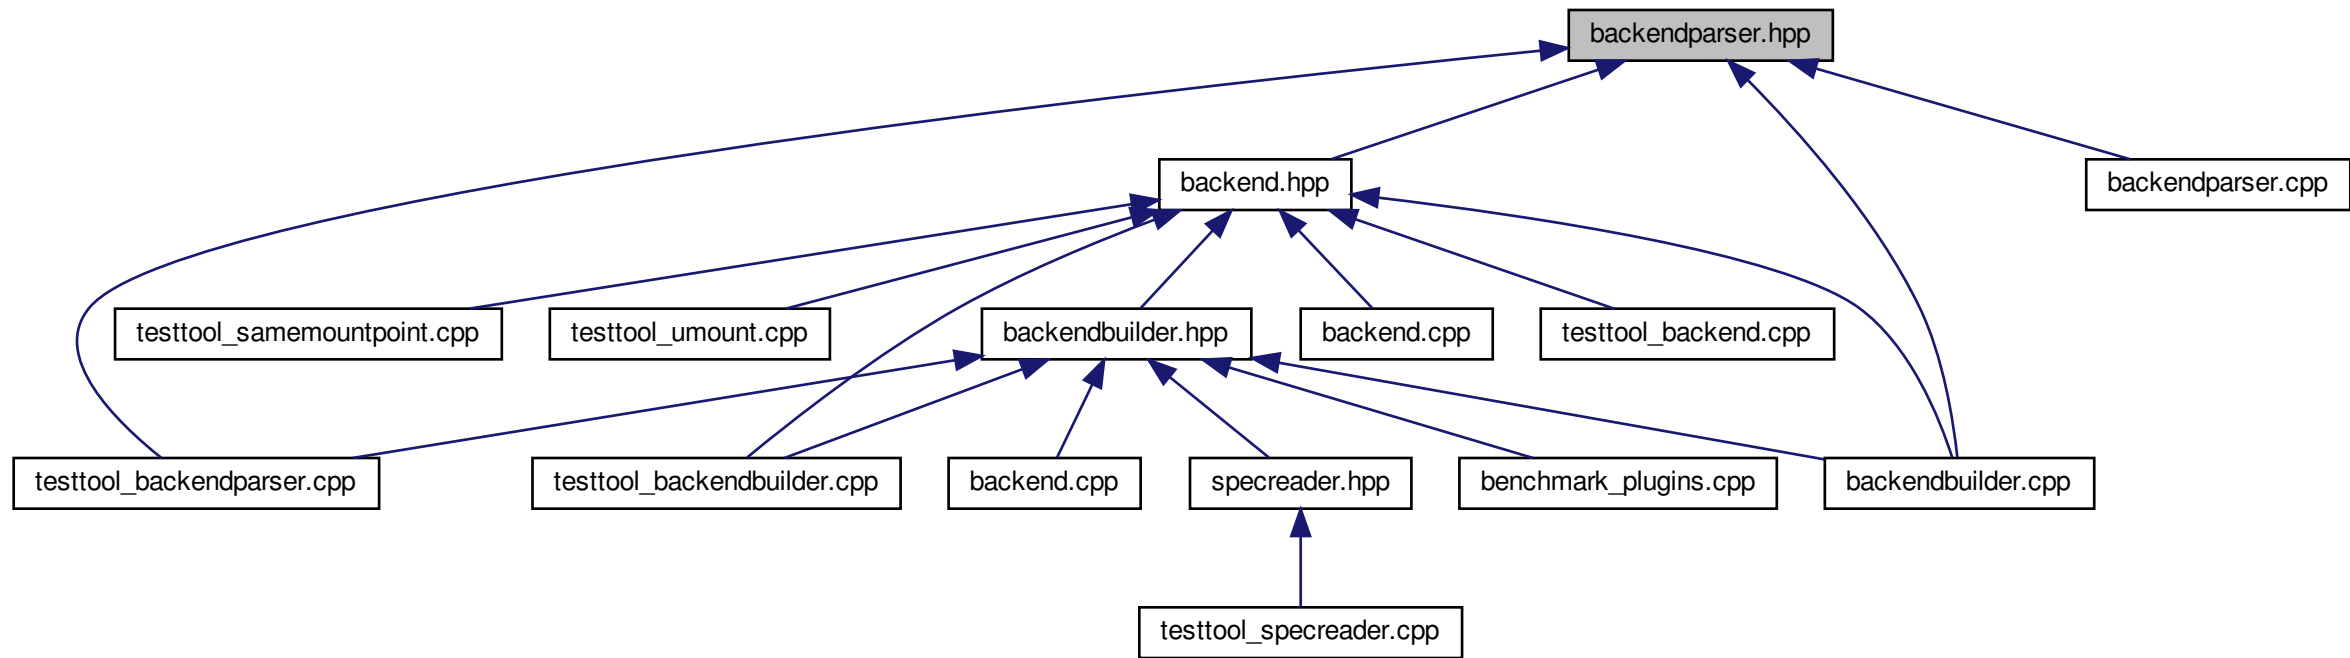 backendparser.hpp
backend.hpp
backendparser.cpp
testtool_samemountpoint.cpp
testtool_umount.cpp
backendbuilder.hpp
backend.cpp
testtool_backend.cpp
testtool_backendparser.cpp
testtool_backendbuilder.cpp
backend.cpp
specreader.hpp
benchmark_plugins.cpp
backendbuilder.cpp
testtool_specreader.cpp